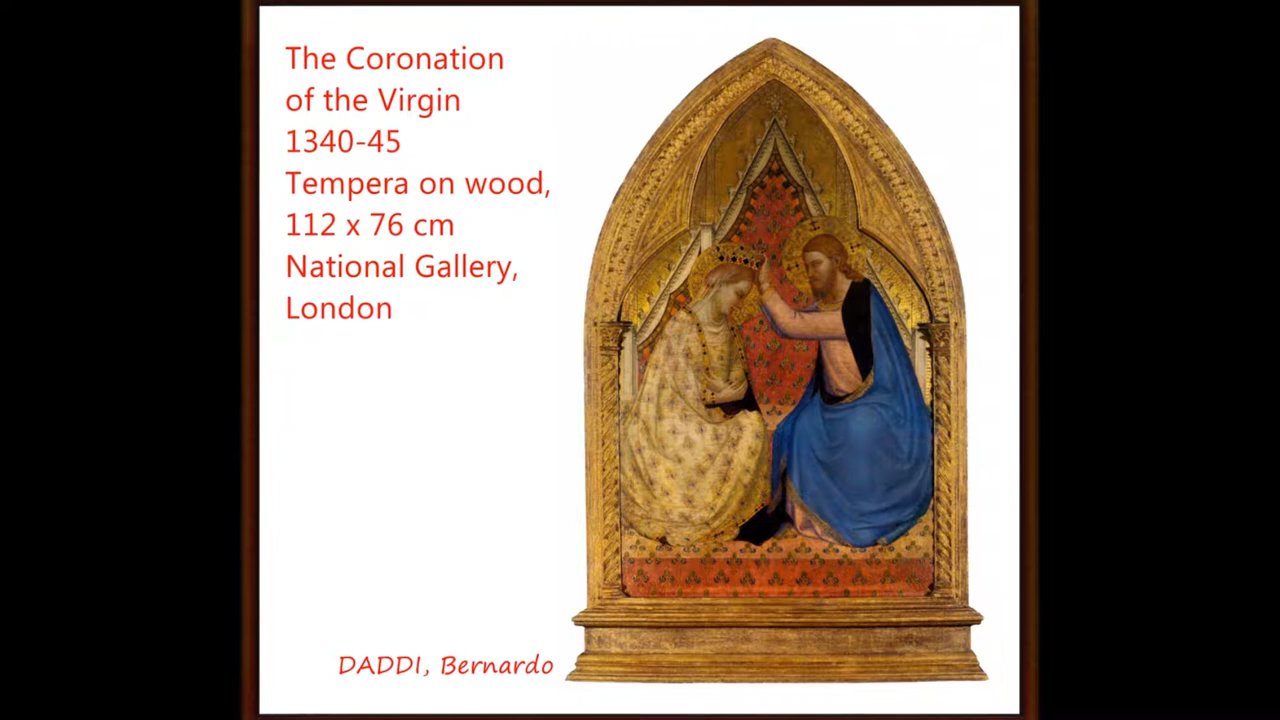 The Coronation
of the Virgin
1340-45
Tempera on wood,
112 x 76 cm
National Gallery,
London
DADDI, Bernardo